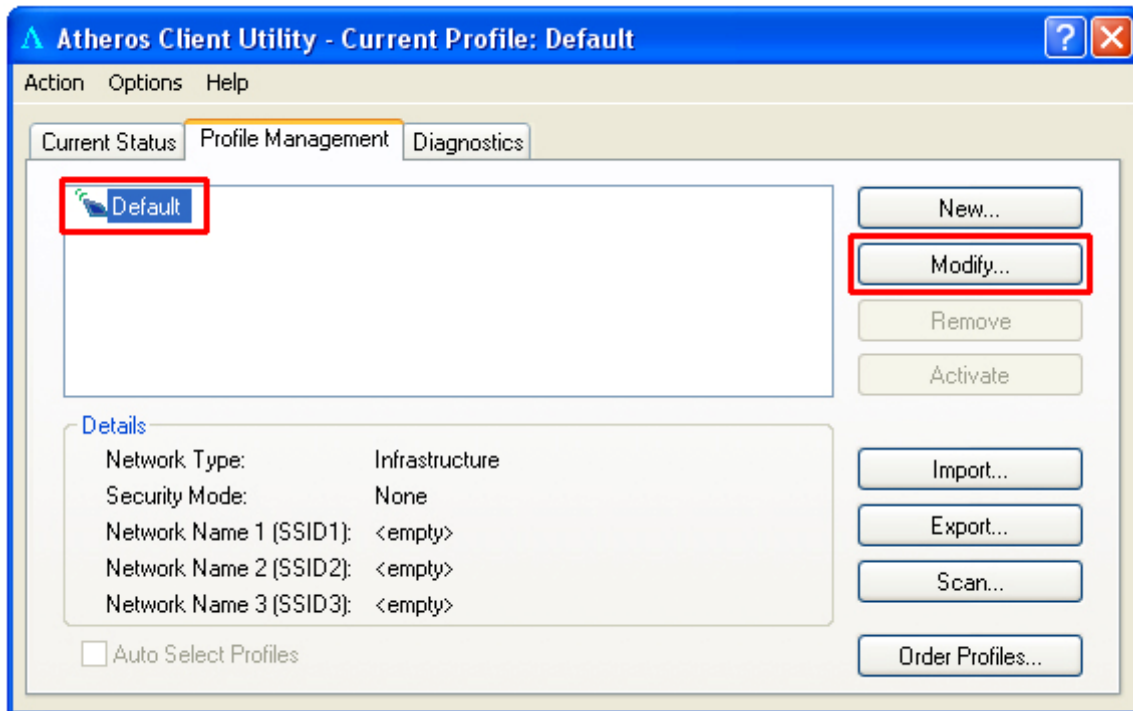 Atheros Client Utility - Current Profile: Default
Action Options Help
Current Status Profile Management Diagnostics
Default
New...
Modify...
Remove
Activate
Details
Network Type: Infrastructure
Security Mode: None
Network Name 1 (SSID1): <empty>
Network Name 2 (SSID2): <empty>
Network Name 3 (SSID3): <empty>
Import...
Export...
Scan...
Auto Select Profiles
Order Profiles...